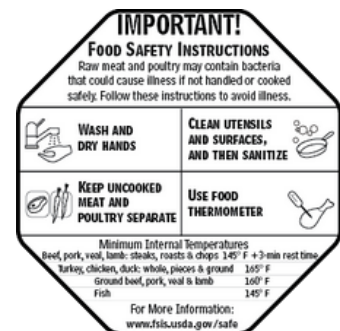 IMPORTANT!
FOOD SAFETY INSTRUCTIONS
Raw meat and poultry may contain bacteria
that could cause illness if not handled or cooked
safely. Follow these instructions to avoid illness.
WASH AND
DRY HANDS
CLEAN UTENSILS
AND SURFACES,
AND THEN SANITIZE
KEEP UNCOOKED
MEAT AND
POULTRY SEPARATE
USE FOOD
THERMOMETER
Minimum Internal Temperatures
Beef, pork, veal, lamb: steaks, roasts & chops 145° F +3-min rest time
Turkey, chicken, duck: whole, pieces & ground 165° F
Ground beef, pork, veal & lamb 160° F
Fish 145° F
For More Information:
www.fsis.usda.gov/safe